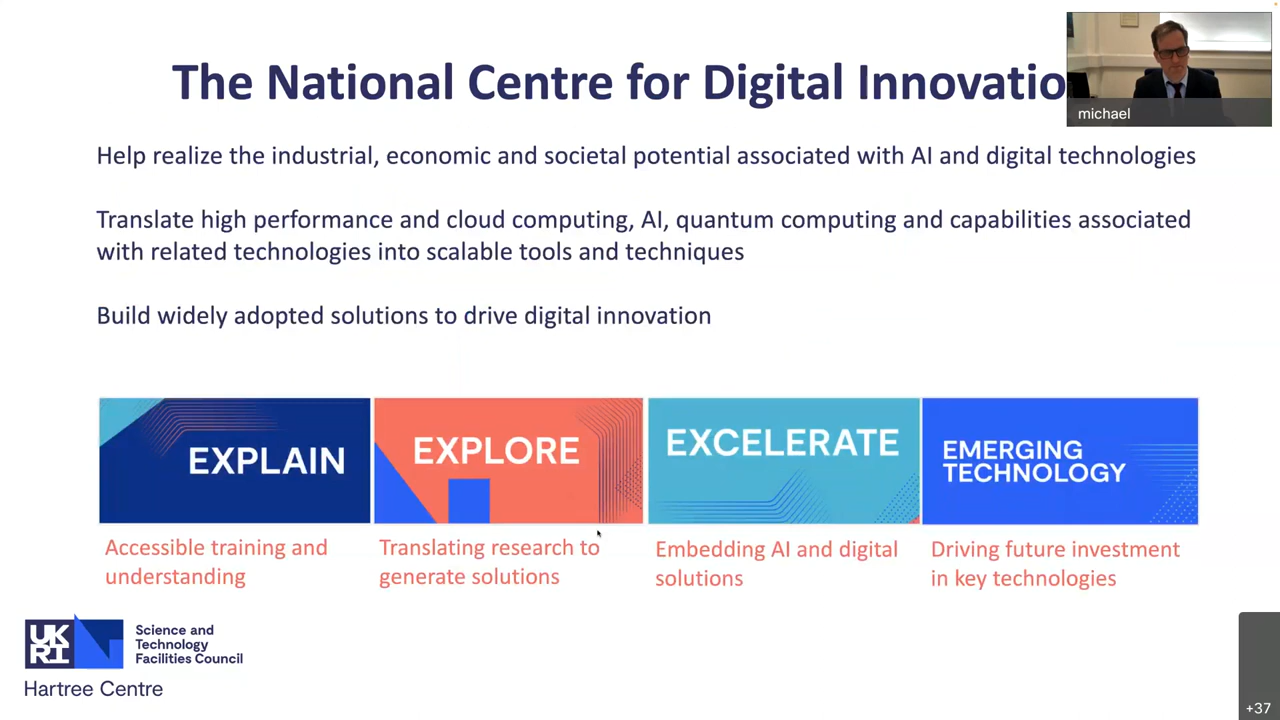 The National Centre for Digital Innovatio
michael
Help realize the industrial, economic and societal potential associated with AI and digital technologies
Translate high performance and cloud computing, AI, quantum computing and capabilities associated
with related technologies into scalable tools and techniques
Build widely adopted solutions to drive digital innovation
EXPLAIN
EXPLORE
EXCELERATE
EMERGING
TECHNOLOGY
Accessible training and
understanding
Translating research to
generate solutions
Embedding AI and digital
solutions
Driving future investment
in key technologies
UK
RI
Science and
Technology
Facilities Council
Hartree Centre
+37